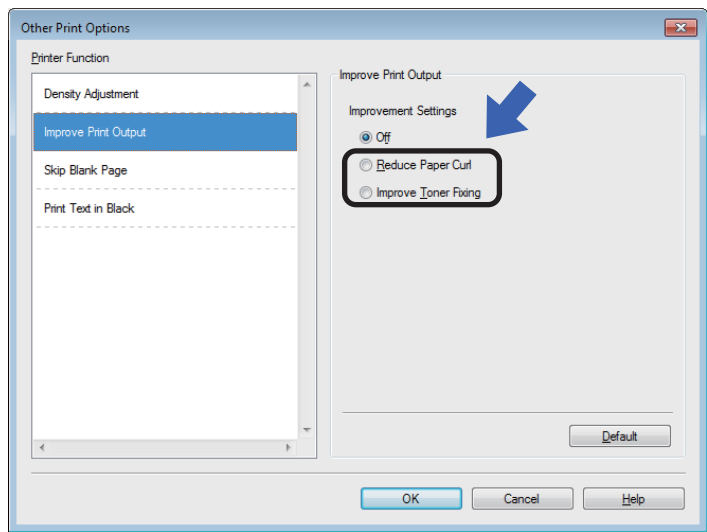 Other Print Options
Printer Function
Density Adjustment
Improve Print Output
Skip Blank Page
Print Text in Black
Improve Print Output
Improvement Settings
Off
Reduce Paper Curl
Improve Toner Fixing
Default
OK Cancel Help